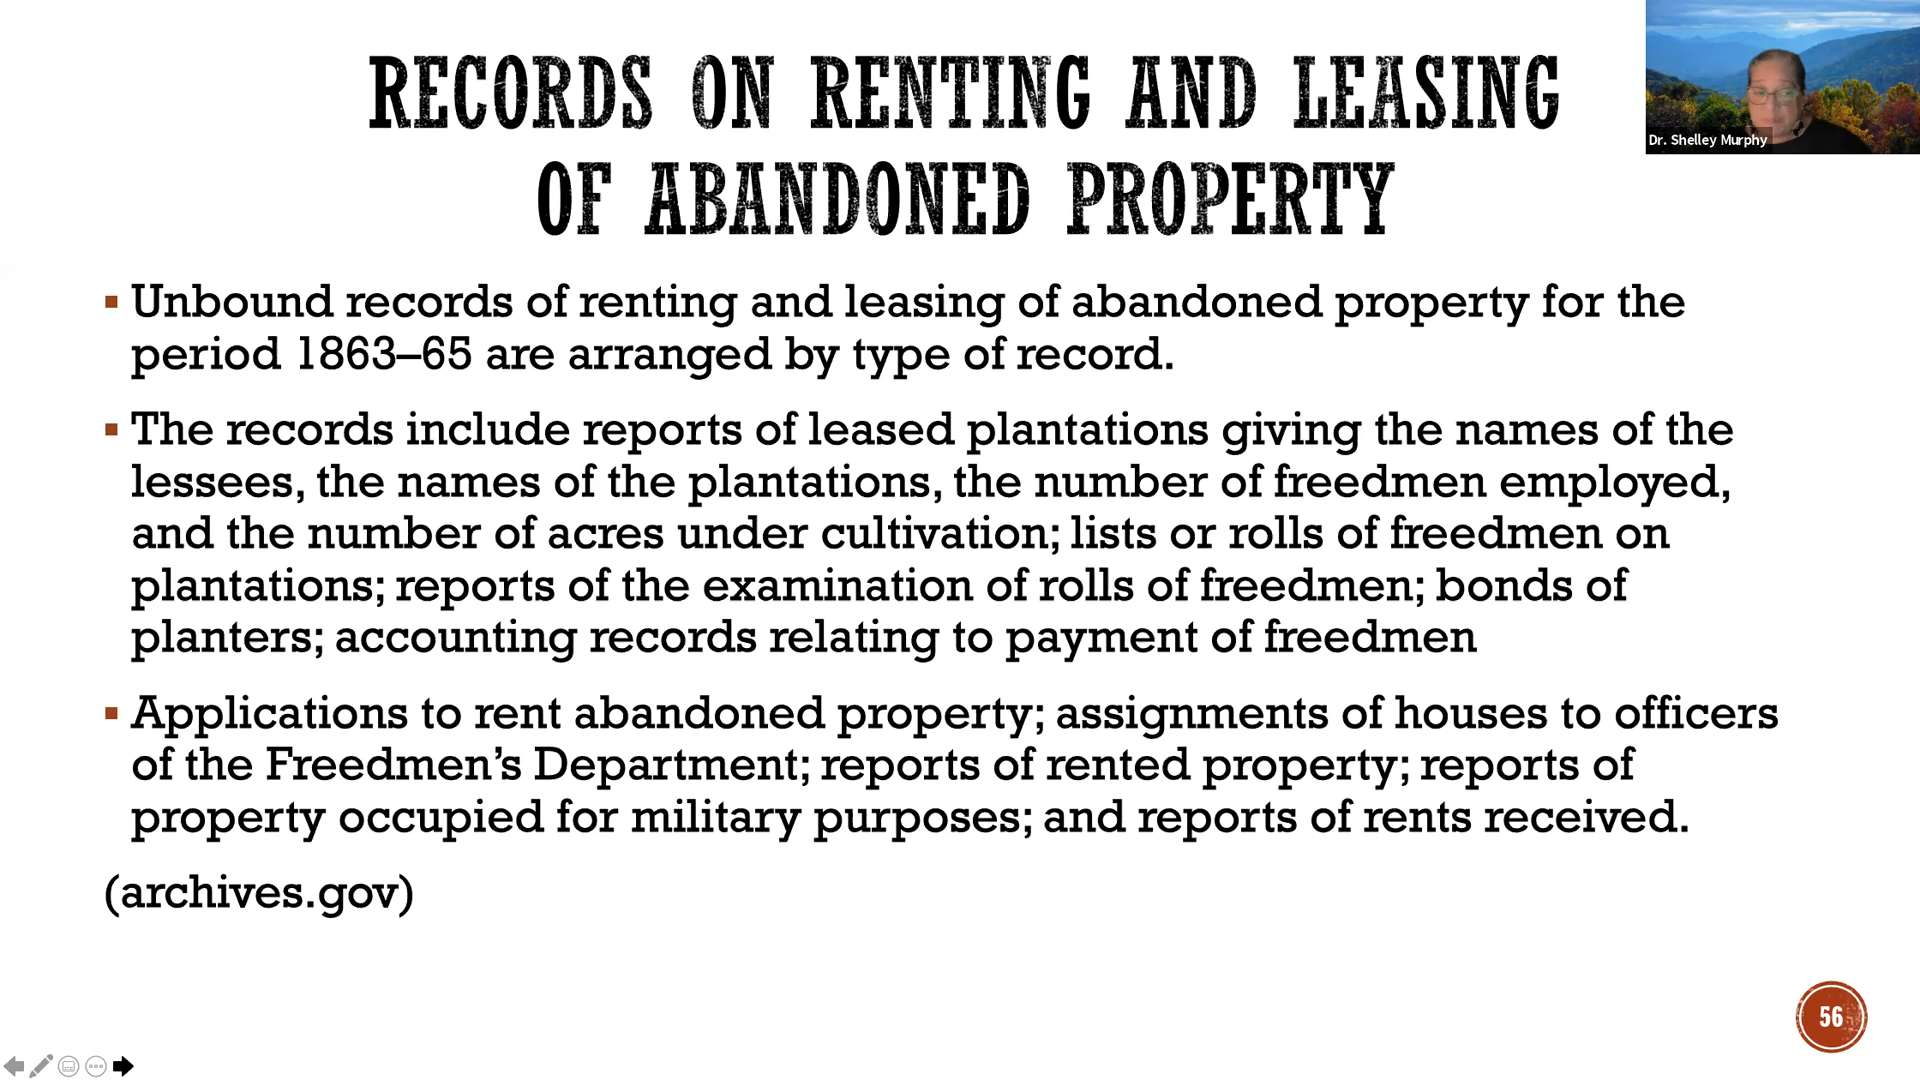 RECORDS ON RENTING AND LEASING
OF ABANDONED PROPERTY
Dr. Shelley Murphy
▪ Unbound records of renting and leasing of abandoned property for the
period 1863–65 are arranged by type of record.
▪ The records include reports of leased plantations giving the names of the
lessees, the names of the plantations, the number of freedmen employed,
and the number of acres under cultivation; lists or rolls of freedmen on
plantations; reports of the examination of rolls of freedmen; bonds of
planters; accounting records relating to payment of freedmen
▪ Applications to rent abandoned property; assignments of houses to officers
of the Freedmen’s Department; reports of rented property; reports of
property occupied for military purposes; and reports of rents received.
(archives.gov)
56